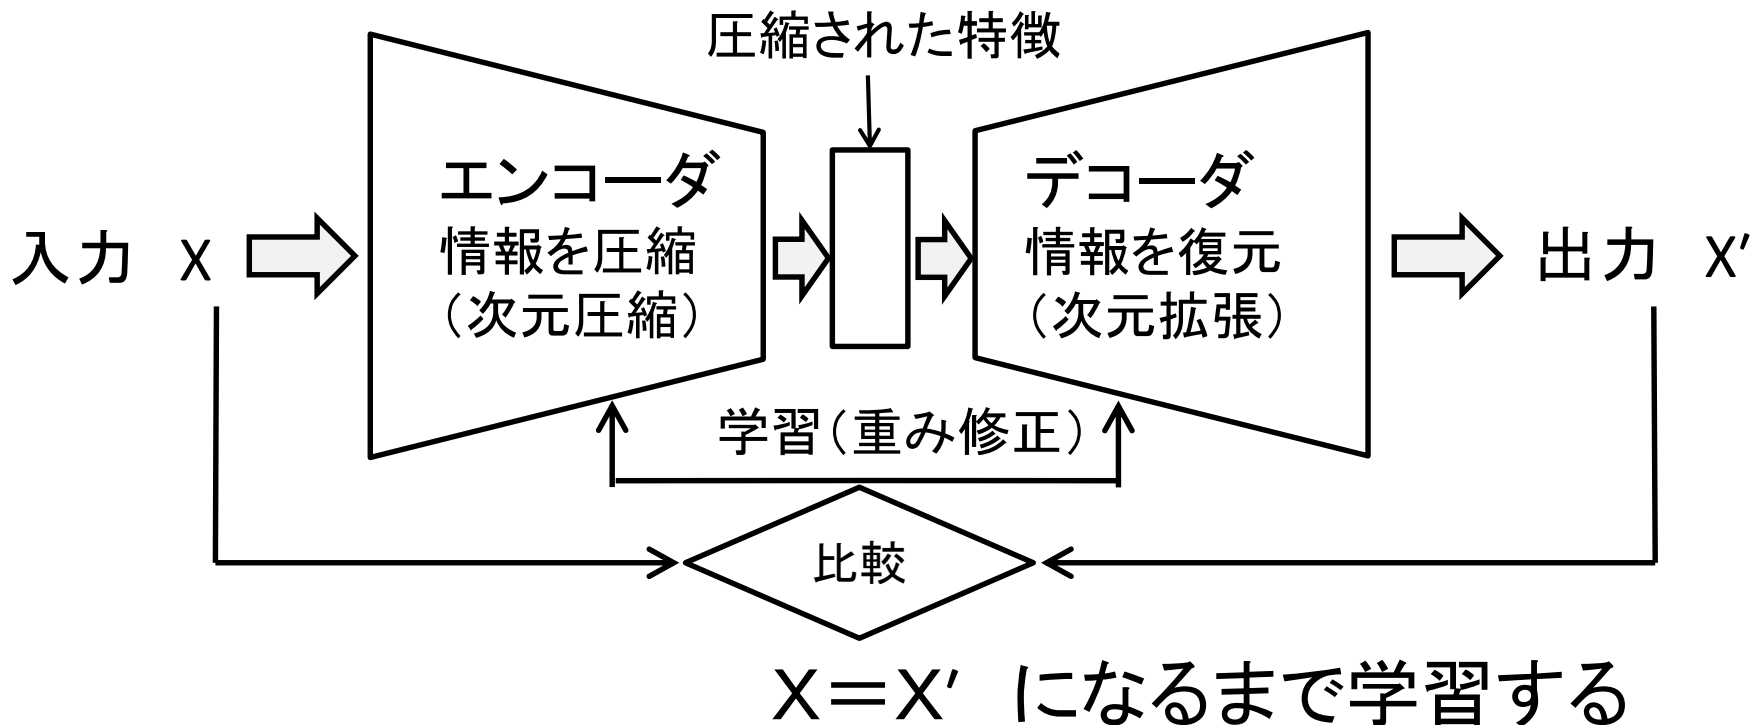 圧縮された特徴
エンコーダ
情報を圧縮
（次元圧縮）
デコーダ
情報を復元
（次元拡張）
入力 X
出力 X′
学習（重み修正）
比較
X＝X′ になるまで学習する